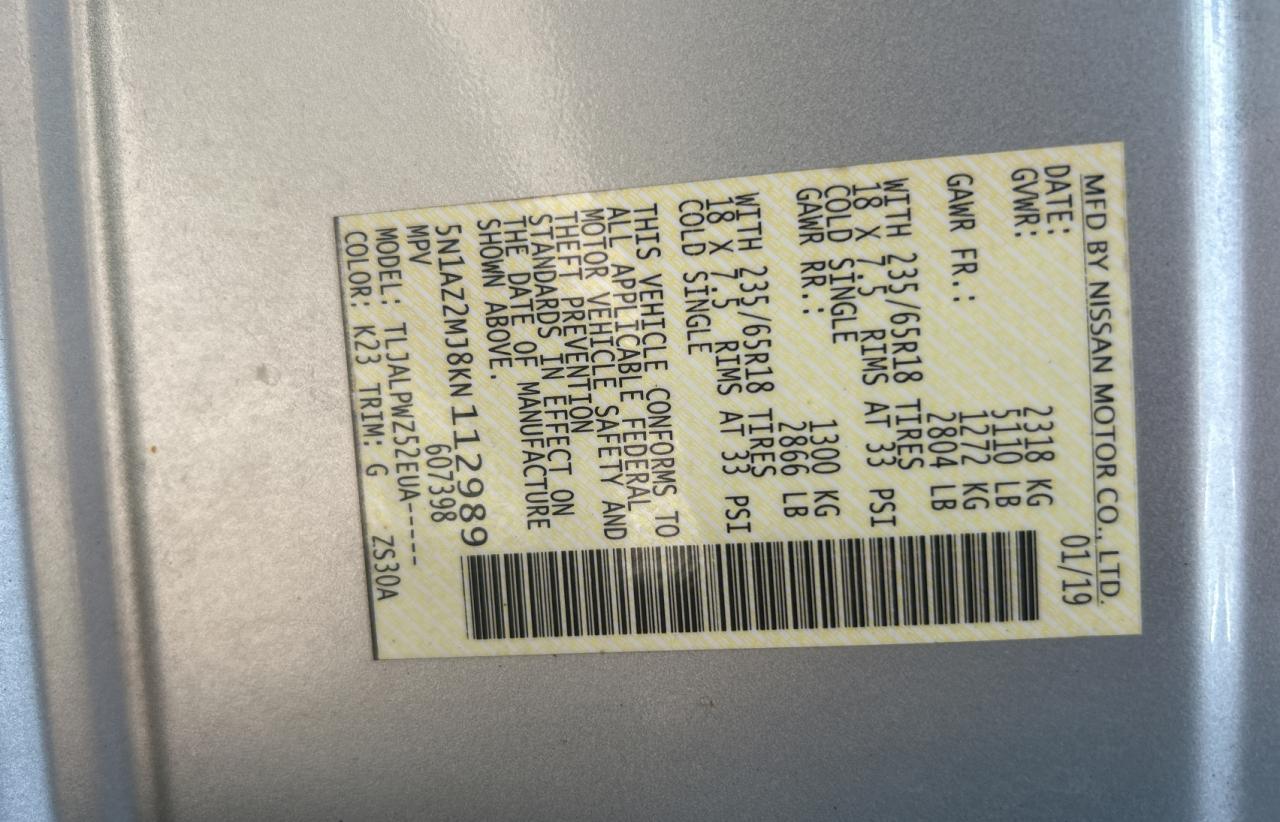 MFD BY NISSAN MOTOR CO., LTD.
DATE: 01/19
GVWR: 2318 KG
5110 LB
GAWR FR.: 1272 KG
2804 LB
WITH 235/65R18 TIRES
18 X 7.5 RIMS AT 33 PSI
COLD SINGLE
GAWR RR.: 1300 KG
2866 LB
WITH 235/65R18 TIRES
18 X 7.5 RIMS AT 33 PSI
COLD SINGLE
THIS VEHICLE CONFORMS TO
ALL APPLICABLE FEDERAL
MOTOR VEHICLE SAFETY AND
THEFT PREVENTION
STANDARDS IN EFFECT ON
THE DATE OF MANUFACTURE
SHOWN ABOVE.
5N1AZ2MJ8KN112989
MPV 607398
MODEL: TLJALPWZ52EUA-----
COLOR: K23 TRIM: G ZS30A